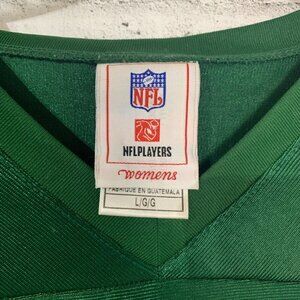 NFL
NFLPLAYERS
Womens
FABRIQUE EN GUATEMALA
L/G/G